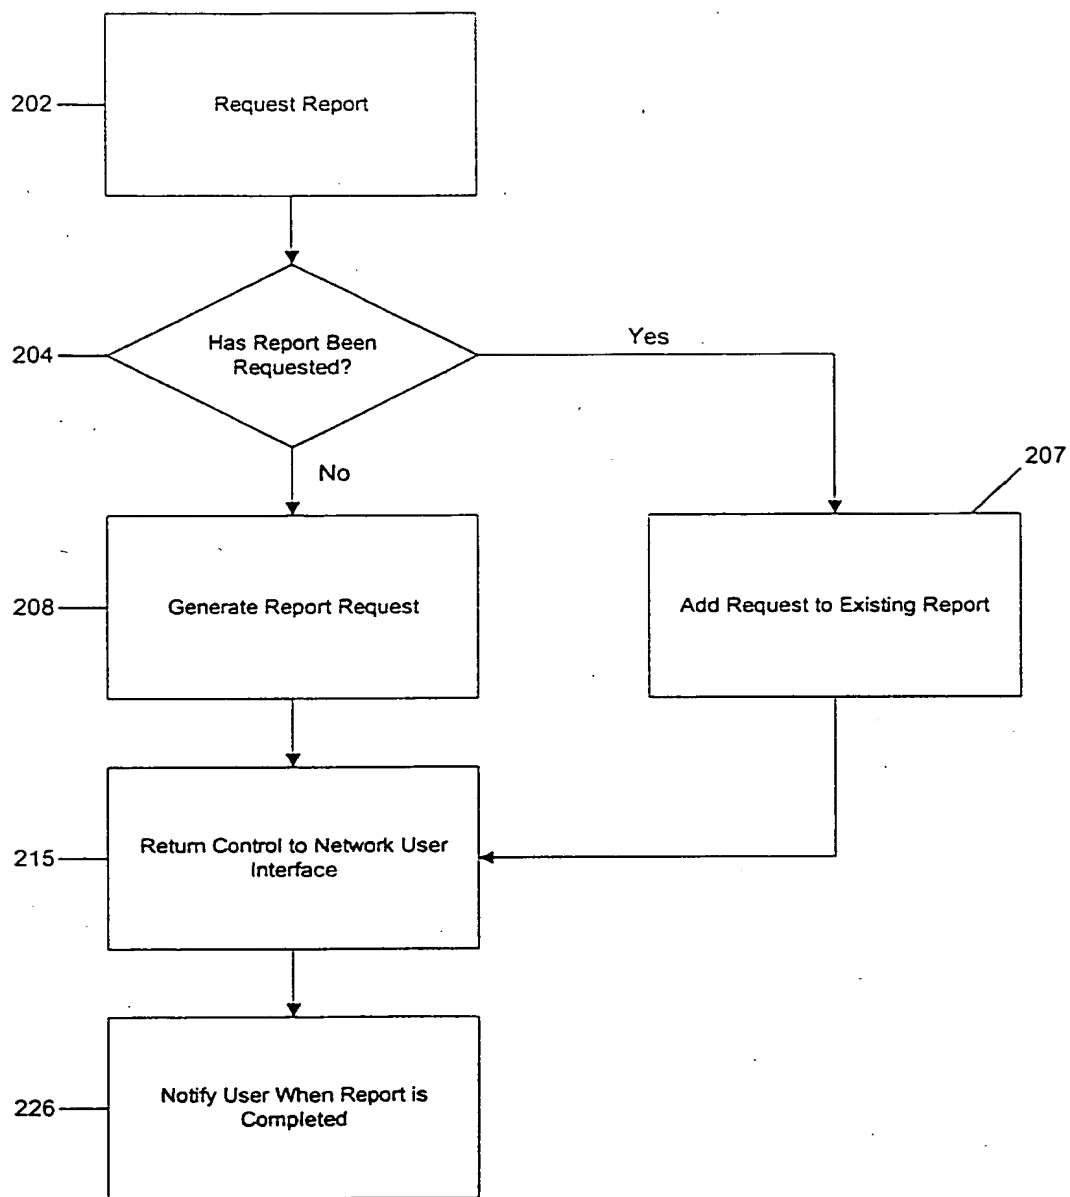 202
Request Report
204
Has Report Been
Requested?
Yes
No
207
208
Generate Report Request
Add Request to Existing Report
215
Return Control to Network User
Interface
226
Notify User When Report is
Completed